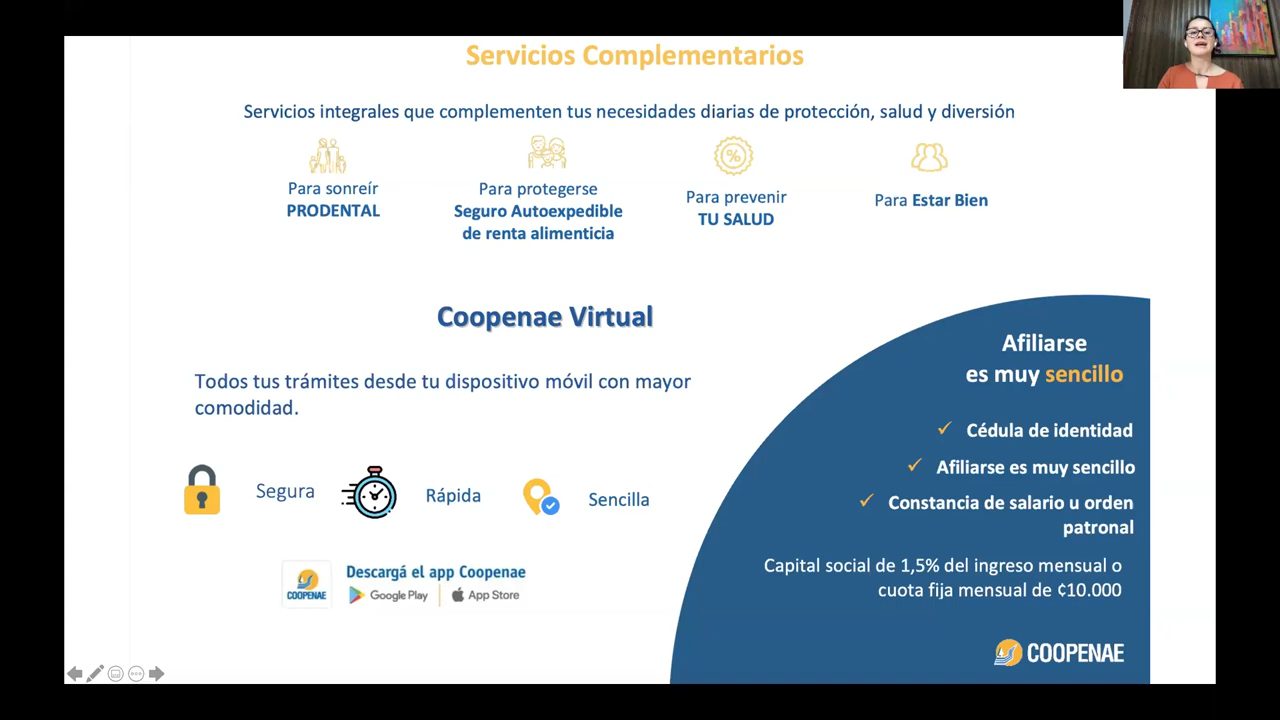 Servicios Complementarios
Servicios integrales que complementen tus necesidades diarias de protección, salud y diversión
Para sonreír
PRODENTAL
Para protegerse
Seguro Autoexpedible
de renta alimenticia
%
Para prevenir
TU SALUD
Para Estar Bien
Coopenae Virtual
Todos tus trámites desde tu dispositivo móvil con mayor
comodidad.
Segura
Rápida
Sencilla
COOPENAE
Descargá el app Coopenae
Google Play
App Store
Afiliarse
es muy sencillo
Cédula de identidad
Afiliarse es muy sencillo
Constancia de salario u orden
patronal
Capital social de 1,5% del ingreso mensual o
cuota fija mensual de ₵10.000
COOPENAE